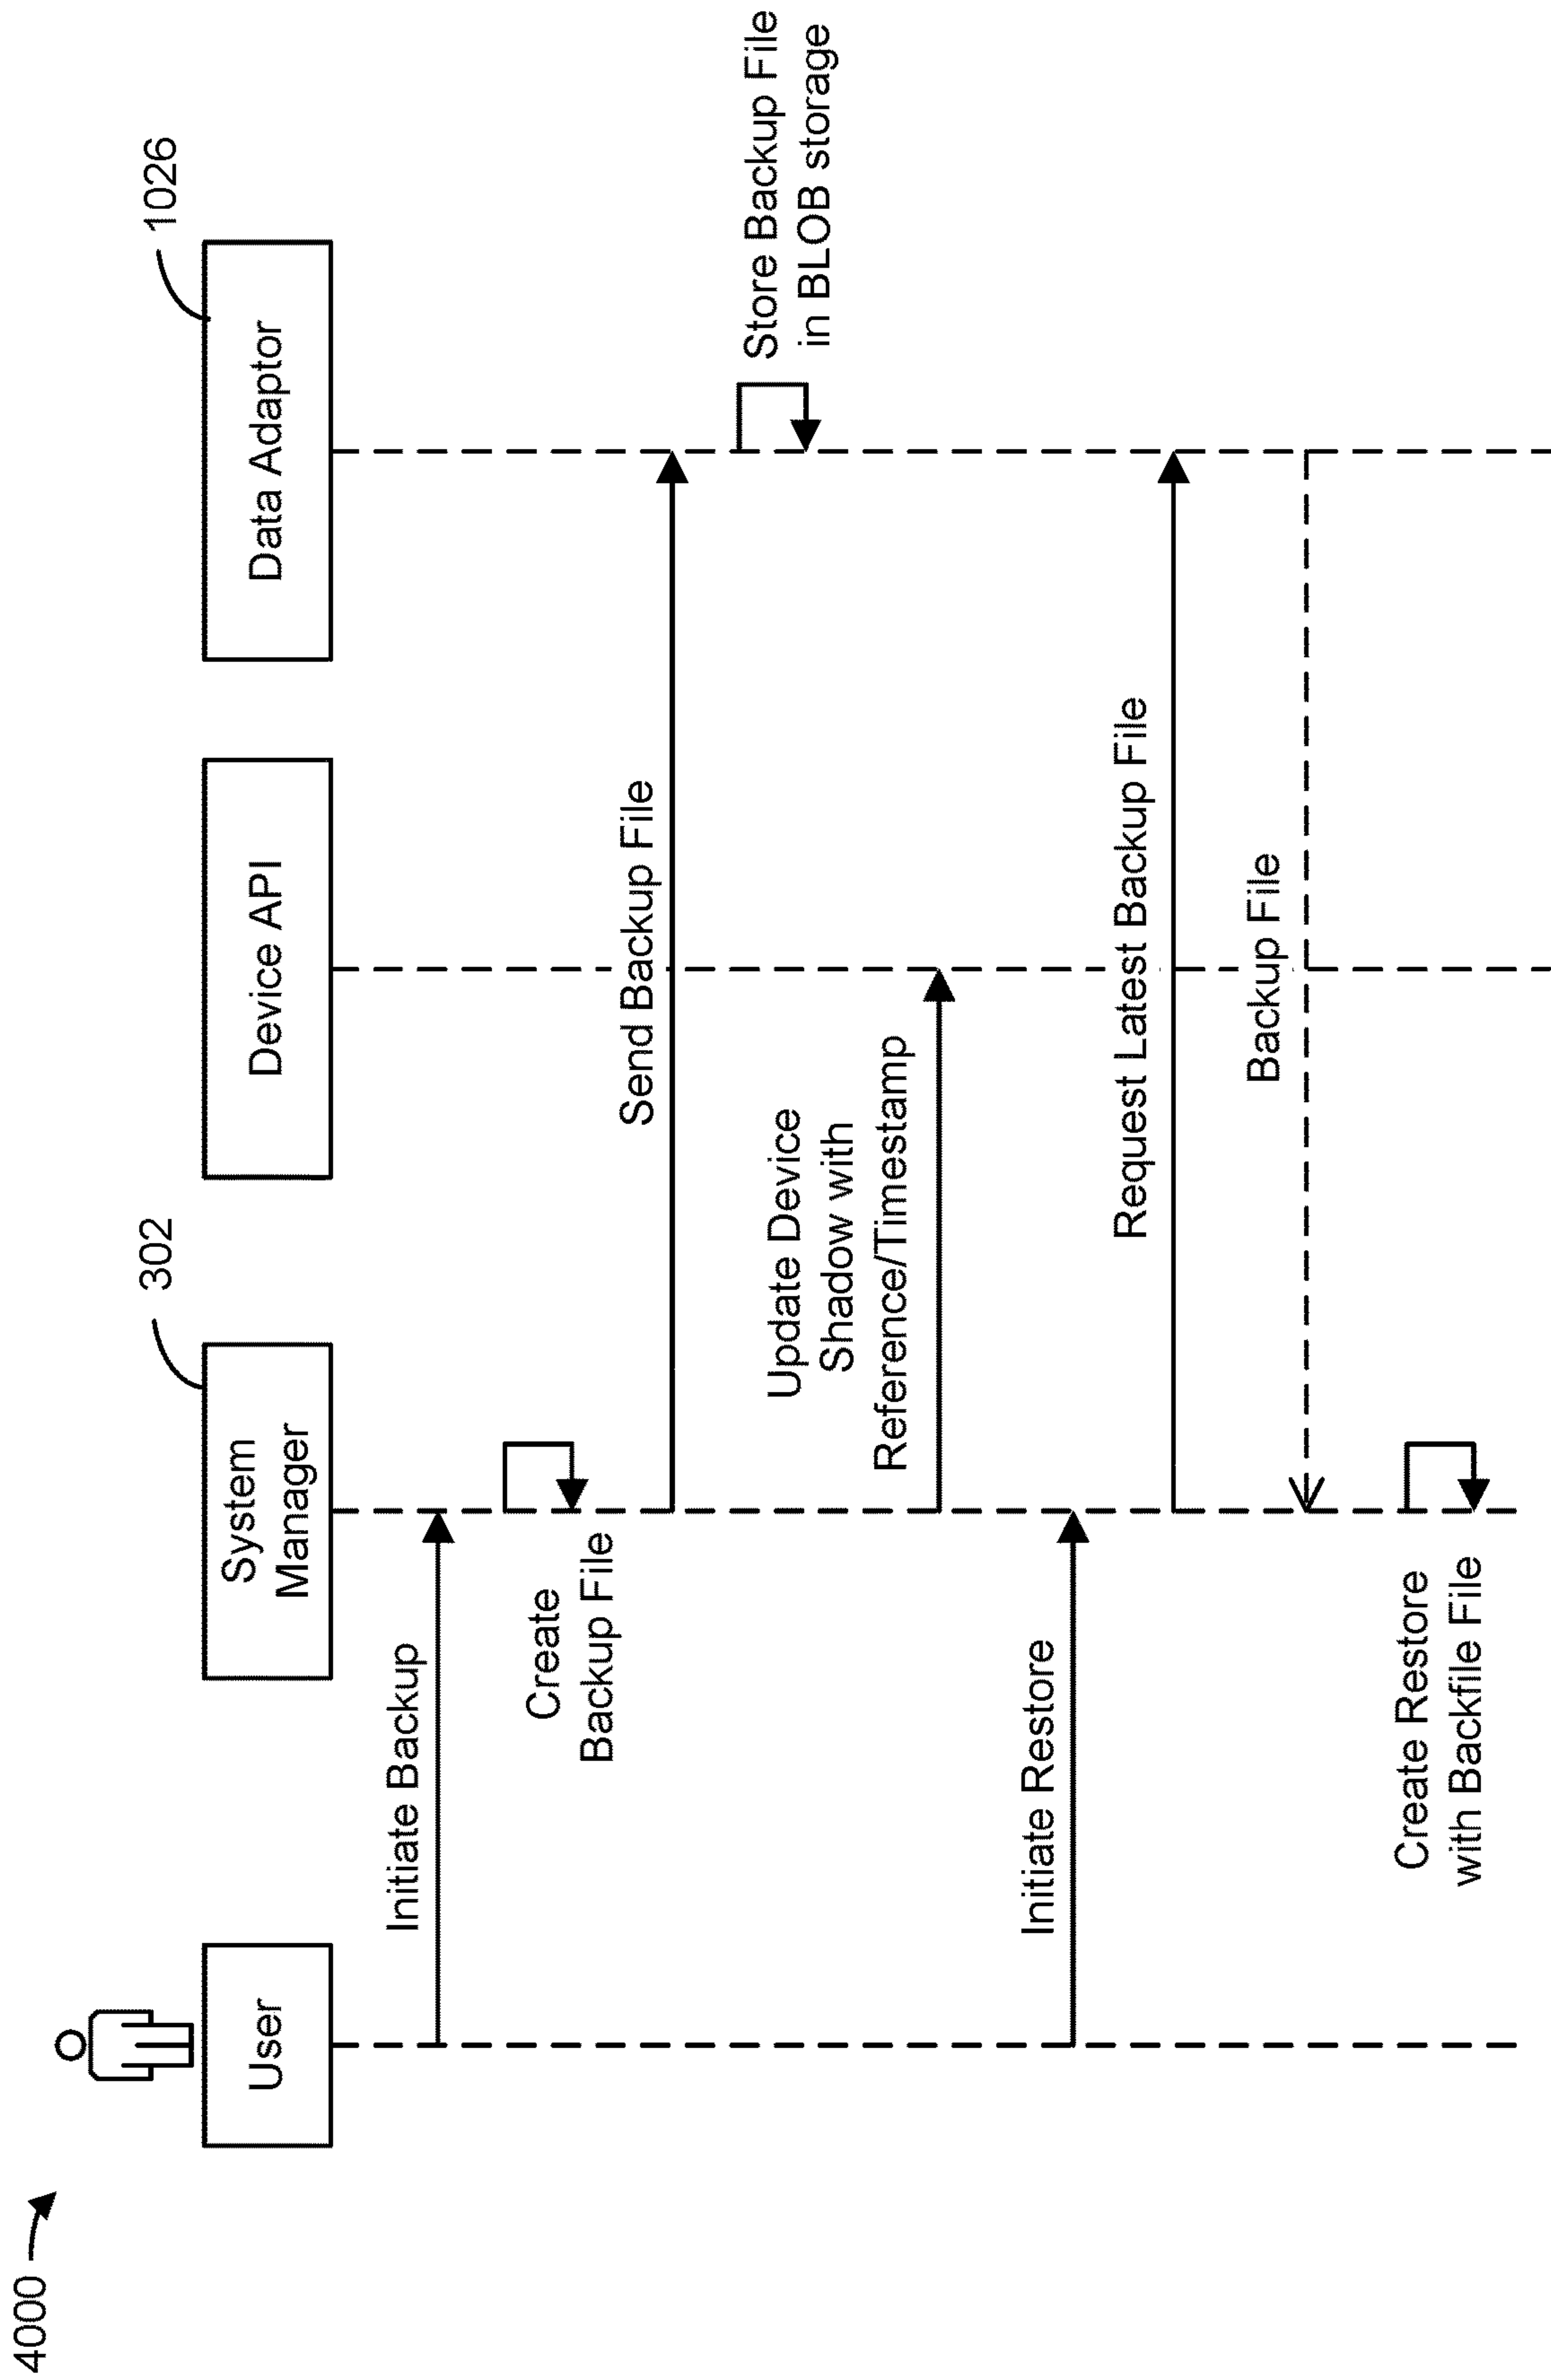 4000
User
System
Manager
302
Device API
Data Adaptor
1026
Initiate Backup
Create
Backup File
Send Backup File
Store Backup File
in BLOB storage
Update Device
Shadow with
Reference/Timestamp
Initiate Restore
Request Latest Backup File
Backup File
Create Restore
with Backfile File